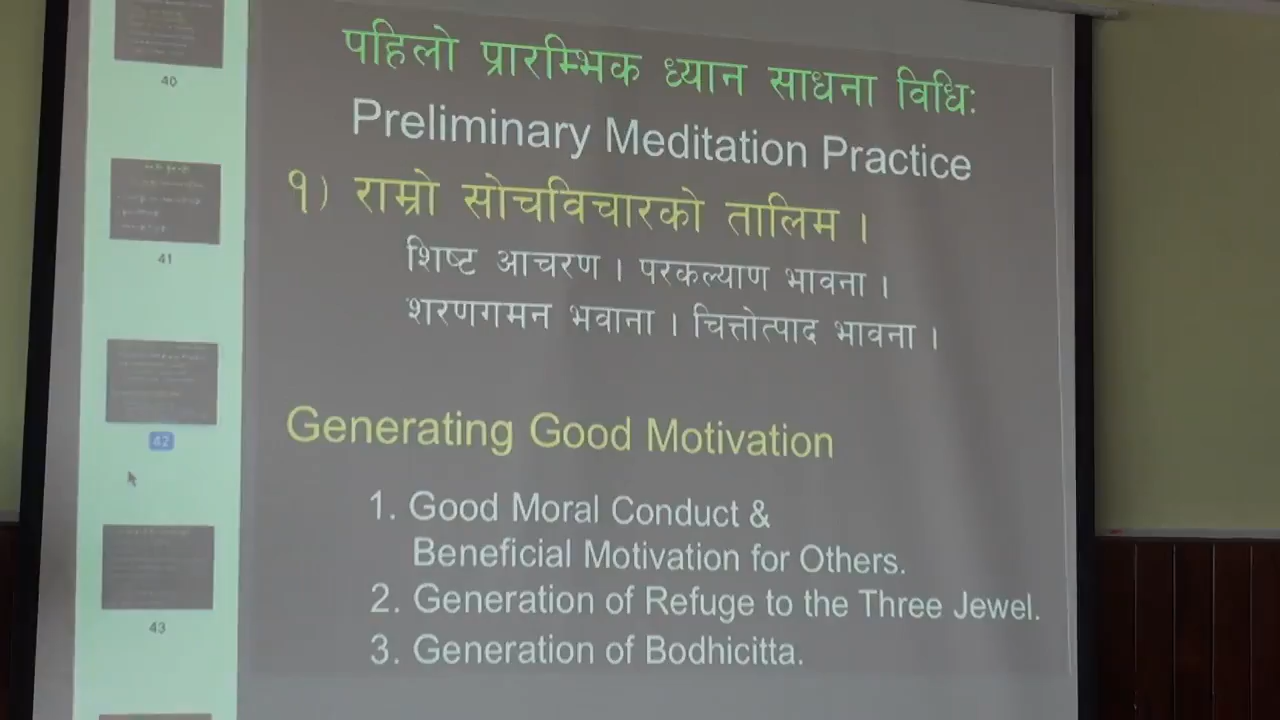 पहिलो प्रारम्भिक ध्यान साधना विधिः
Preliminary Meditation Practice
१) राम्रो सोचविचारको तालिम ।
शिष्ट आचरण । परकल्याण भावना ।
शरणगमन भवाना । चित्तोत्पाद भावना ।
Generating Good Motivation
1. Good Moral Conduct &
Beneficial Motivation for Others.
2. Generation of Refuge to the Three Jewel.
3. Generation of Bodhicitta.
40
41
42
43